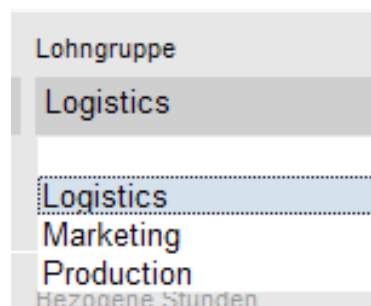 Lohngruppe
Logistics
Logistics
Marketing
Production
Bezogene Stunden